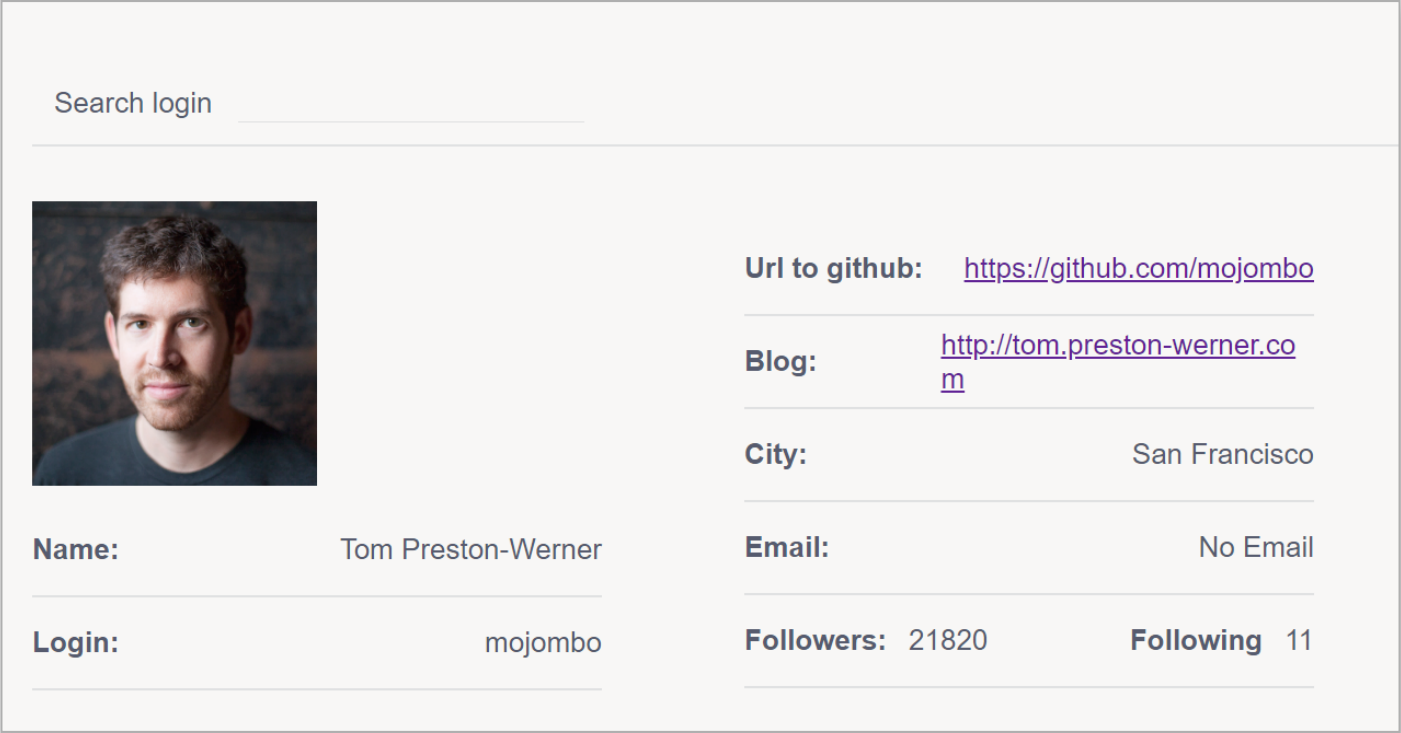 Search login
Name: Tom Preston-Werner
Login: mojombo
Url to github: https://github.com/mojombo
Blog: http://tom.preston-werner.co
m
City: San Francisco
Email: No Email
Followers: 21820 Following 11